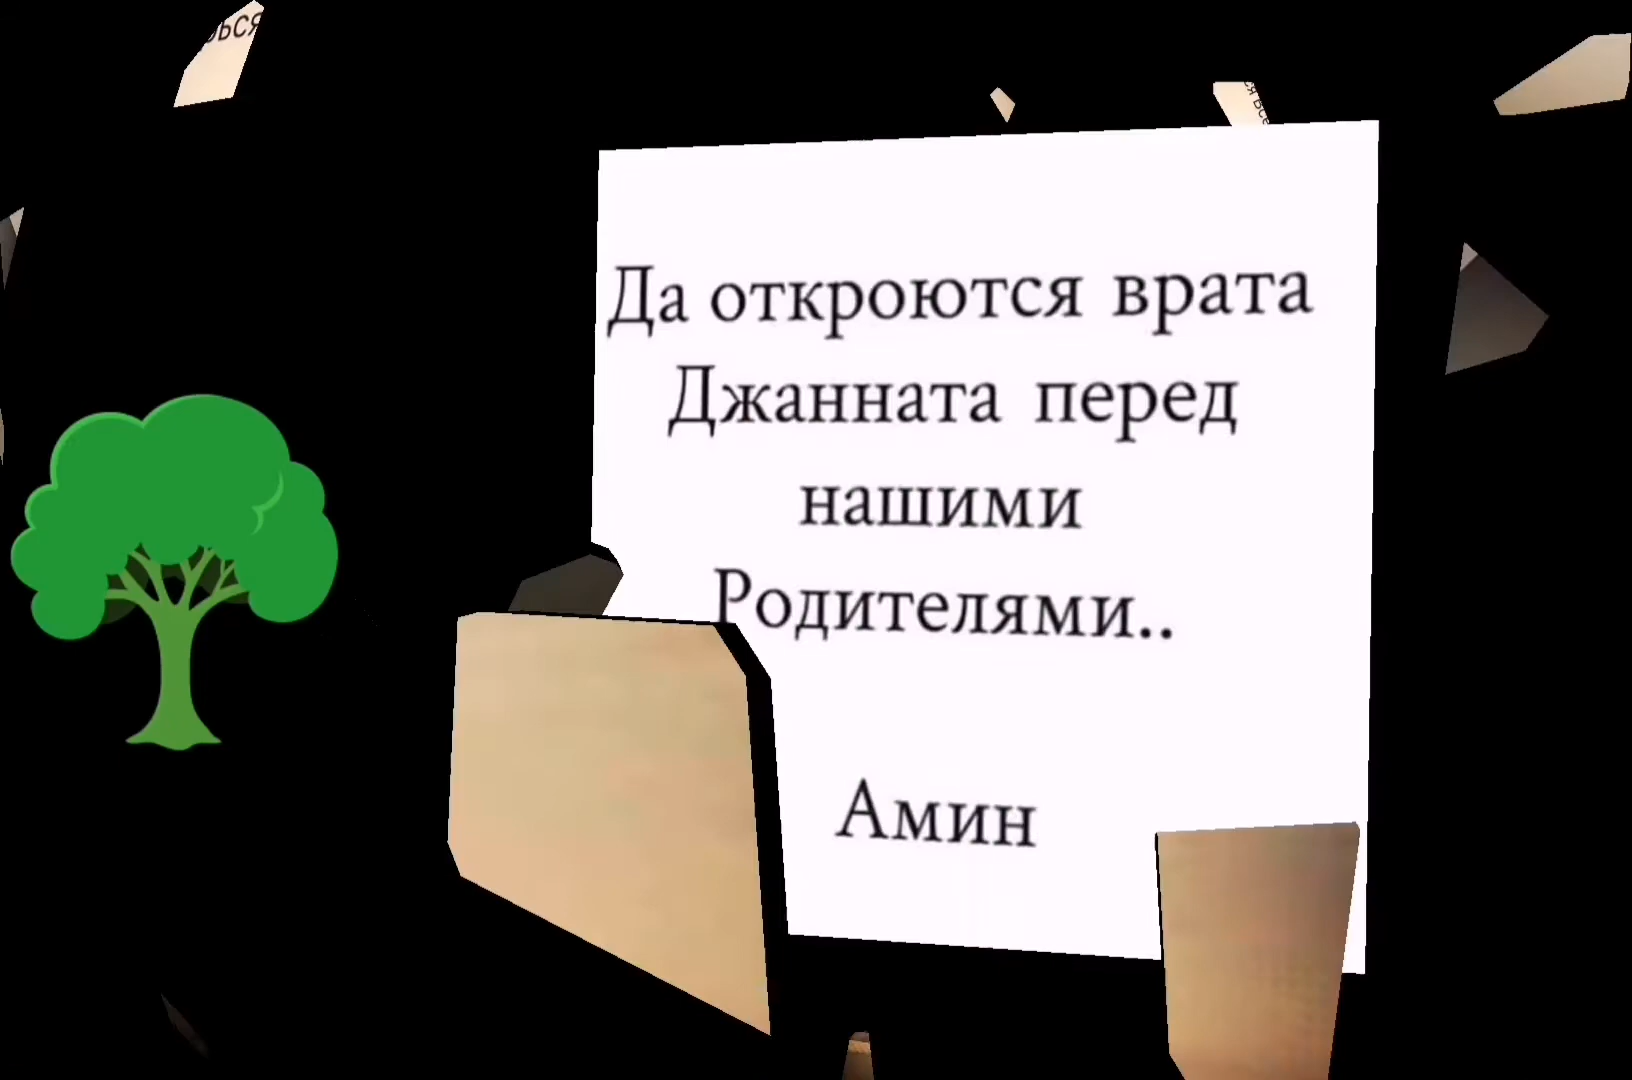 Да откроются врата
Джанната перед
нашими
Родителями..
Амин